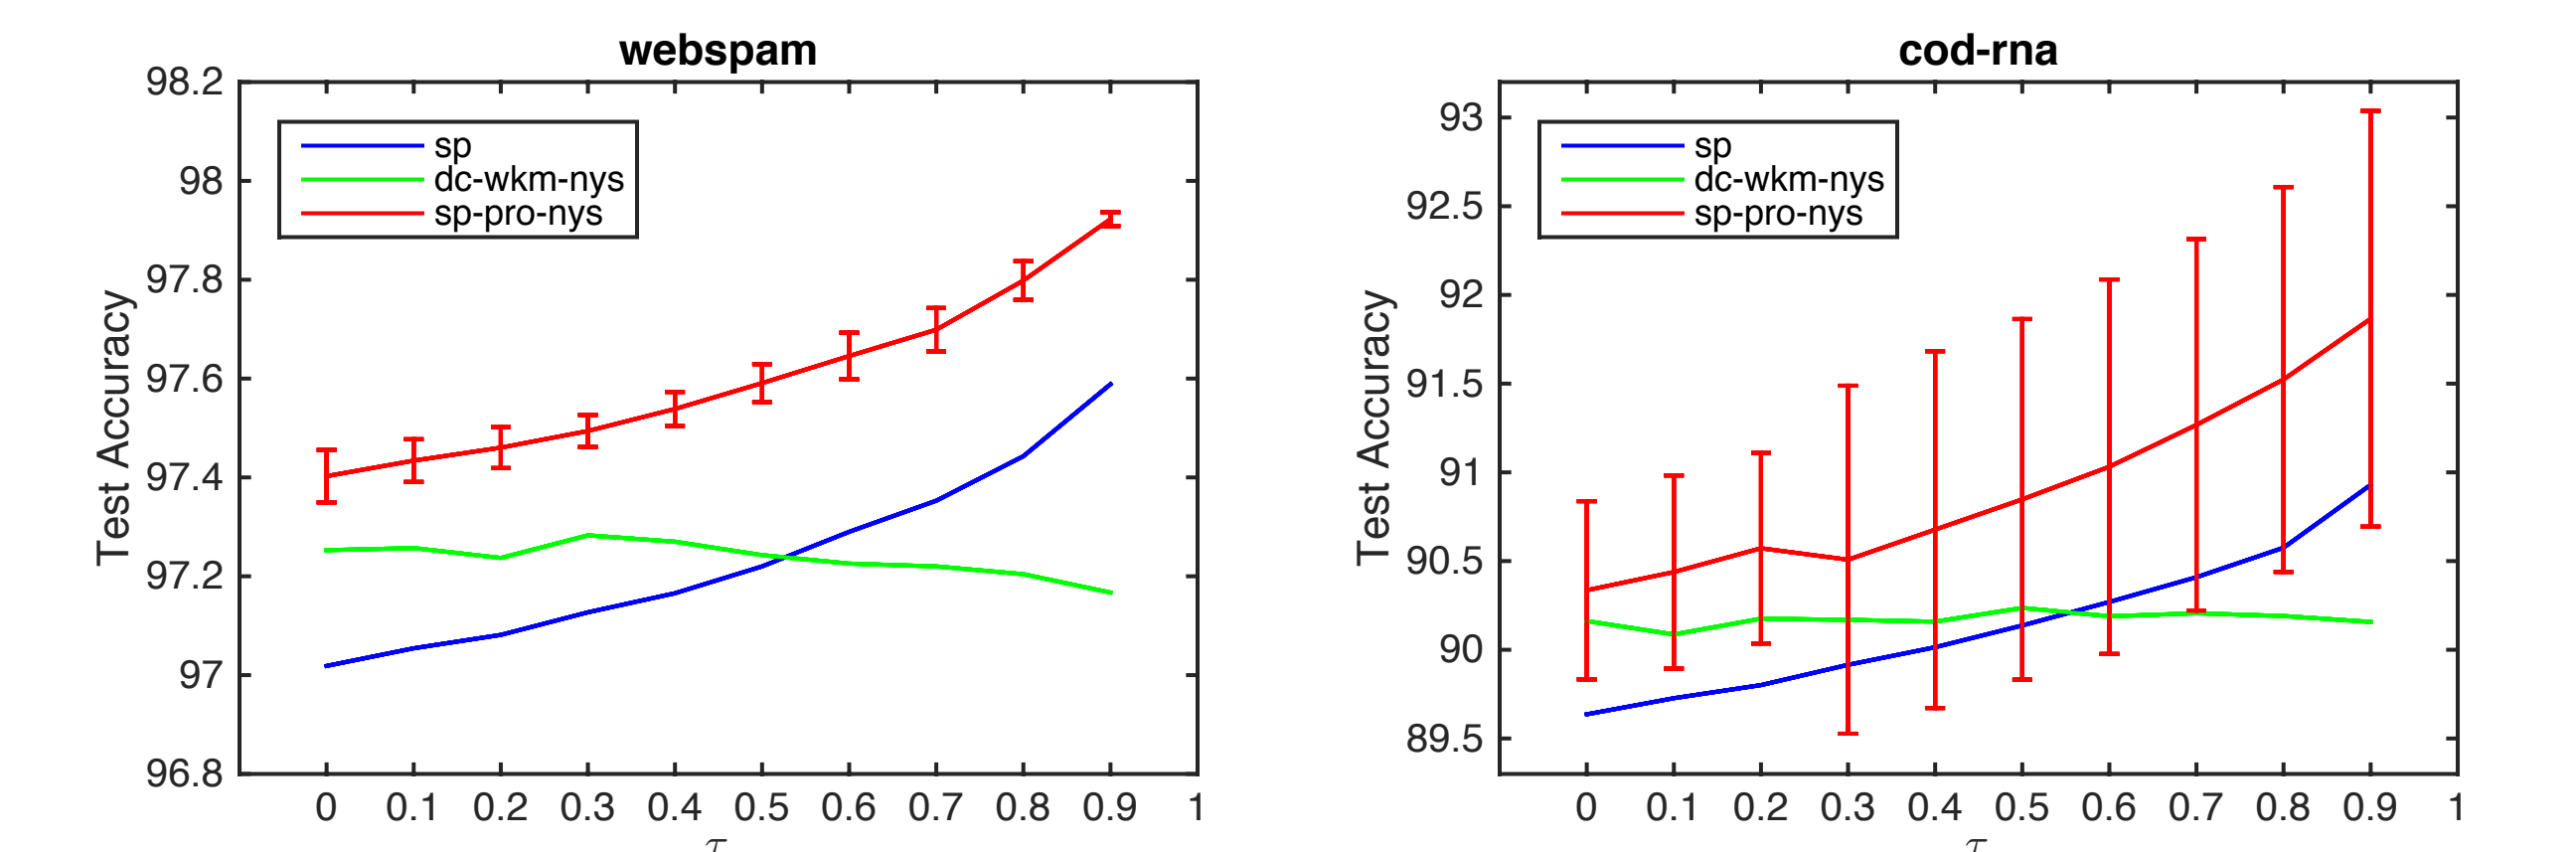 webspam
98.2
98
97.8
97.6
97.4
97.2
97
96.8
Test Accuracy
sp
dc-wkm-nys
sp-pro-nys
0 0.1 0.2 0.3 0.4 0.5 0.6 0.7 0.8 0.9 1
τ
cod-rna
93
92.5
92
91.5
91
90.5
90
89.5
Test Accuracy
sp
dc-wkm-nys
sp-pro-nys
0 0.1 0.2 0.3 0.4 0.5 0.6 0.7 0.8 0.9 1
τ